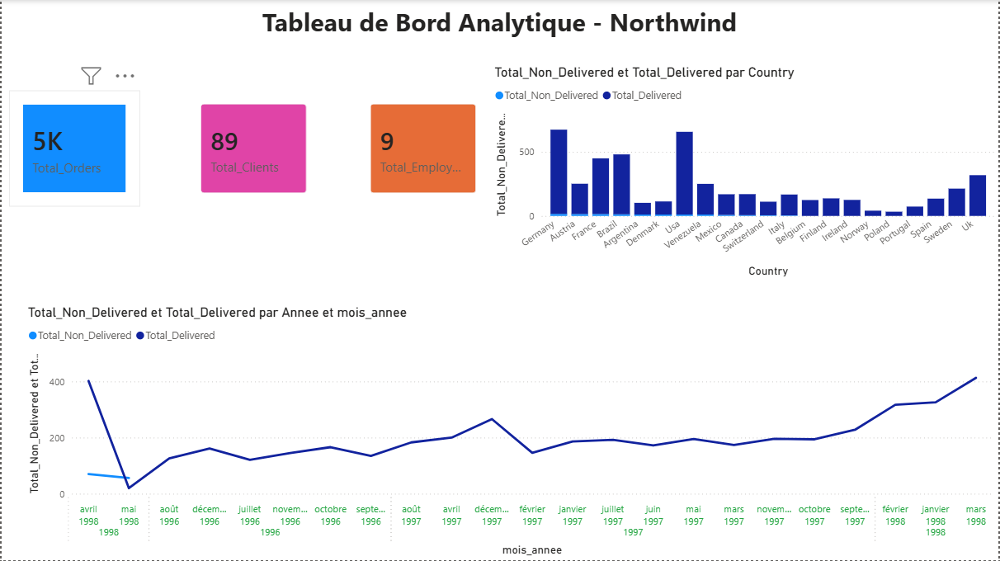 Tableau de Bord Analytique - Northwind
5K
Total_Orders
89
Total_Clients
9
Total_Employ...
Total_Non_Delivered et Total_Delivered par Country
Total_Non_Delivered Total_Delivered
Total_Non_Delivere...
500
0
Germany
Austria
France
Brazil
Argentina
Denmark
Usa
Venezuela
Mexico
Canada
Switzerland
Italy
Belgium
Finland
Ireland
Norway
Poland
Portugal
Spain
Sweden
Uk
Country
Total_Non_Delivered et Total_Delivered par Annee et mois_annee
Total_Non_Delivered Total_Delivered
Total_Non_Delivered et Tot...
400
200
0
avril mai août décem... juillet novem... octobre septe... août avril décem... février janvier juillet juin mai mars novem... octobre septe... février janvier mars
1998 1998 1996 1996 1996 1996 1996 1996 1997 1997 1997 1997 1997 1997 1997 1997 1997 1997 1997 1997 1998 1998 1998
1998 1996 1997 1998
mois_annee